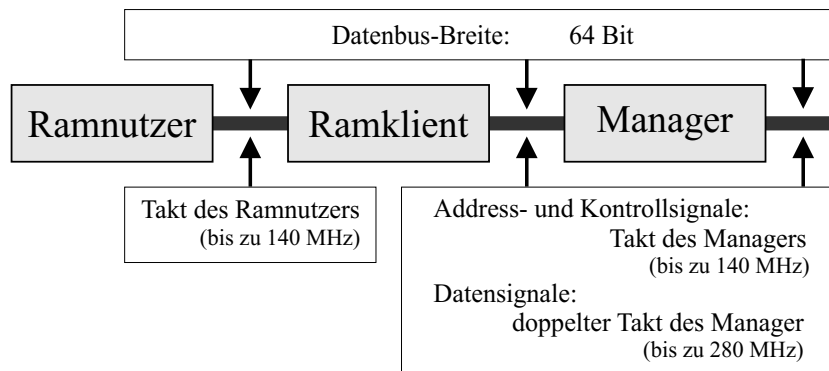 Datenbus-Breite: 64 Bit
Ramnutzer
Ramklient
Manager
Takt des Ramnutzers
(bis zu 140 MHz)
Address- und Kontrollsignale:
Takt des Managers
(bis zu 140 MHz)
Datensignale:
doppelter Takt des Manager
(bis zu 280 MHz)